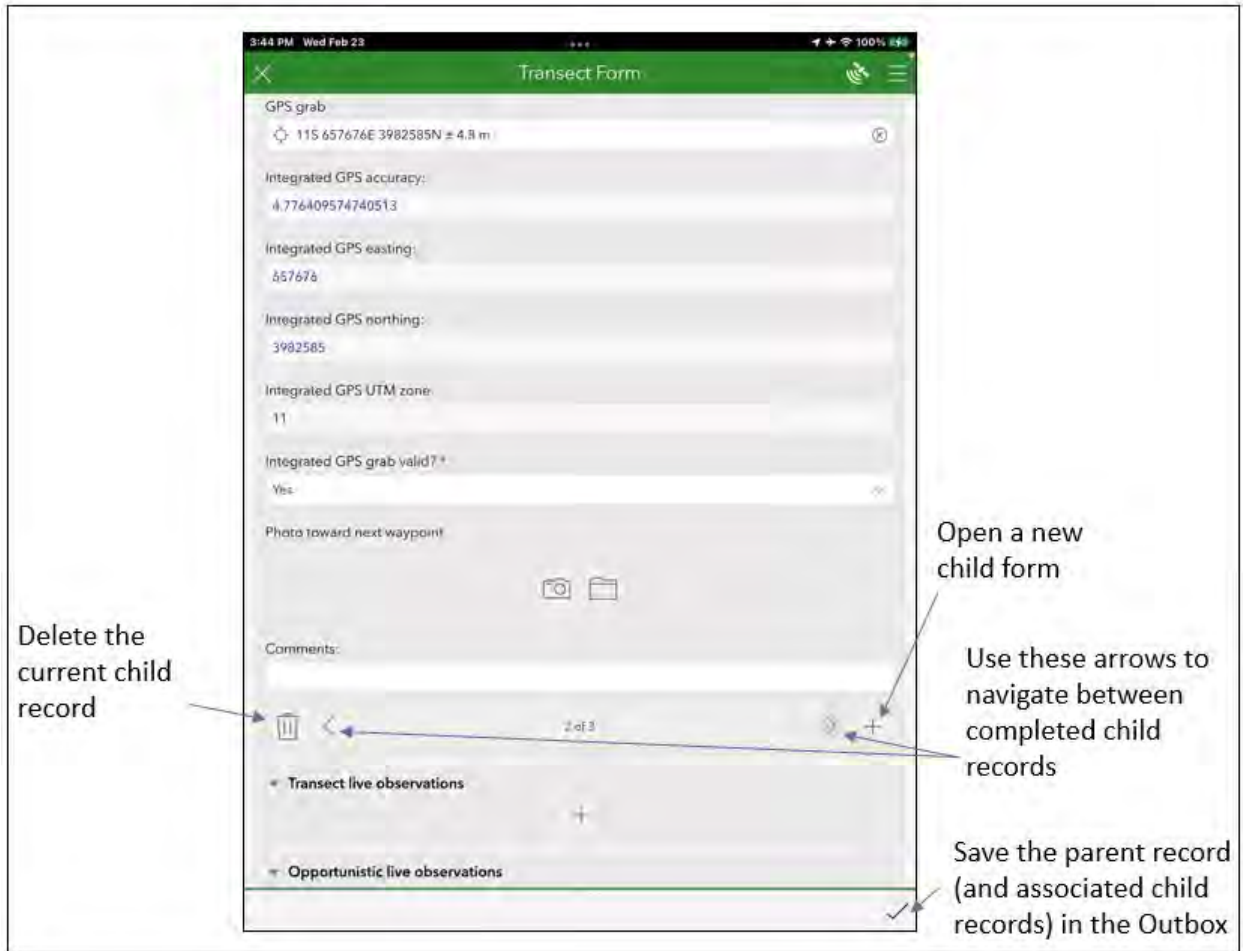 3:44 PM Wed Feb 23
100%
Transect Form
GPS grab
11S 657676E 3982585N ± 4.8 m
Integrated GPS accuracy:
4.776409574740513
Integrated GPS easting:
657676
Integrated GPS northing:
3982585
Integrated GPS UTM zone
11
Integrated GPS grab valid? *
Yes
Photo toward next waypoint
Open a new
child form
Delete the
current child
record
Comments:
Use these arrows to
navigate between
completed child
records
2 of 3
Transect live observations
Opportunistic live observations
Save the parent record
(and associated child
records) in the Outbox